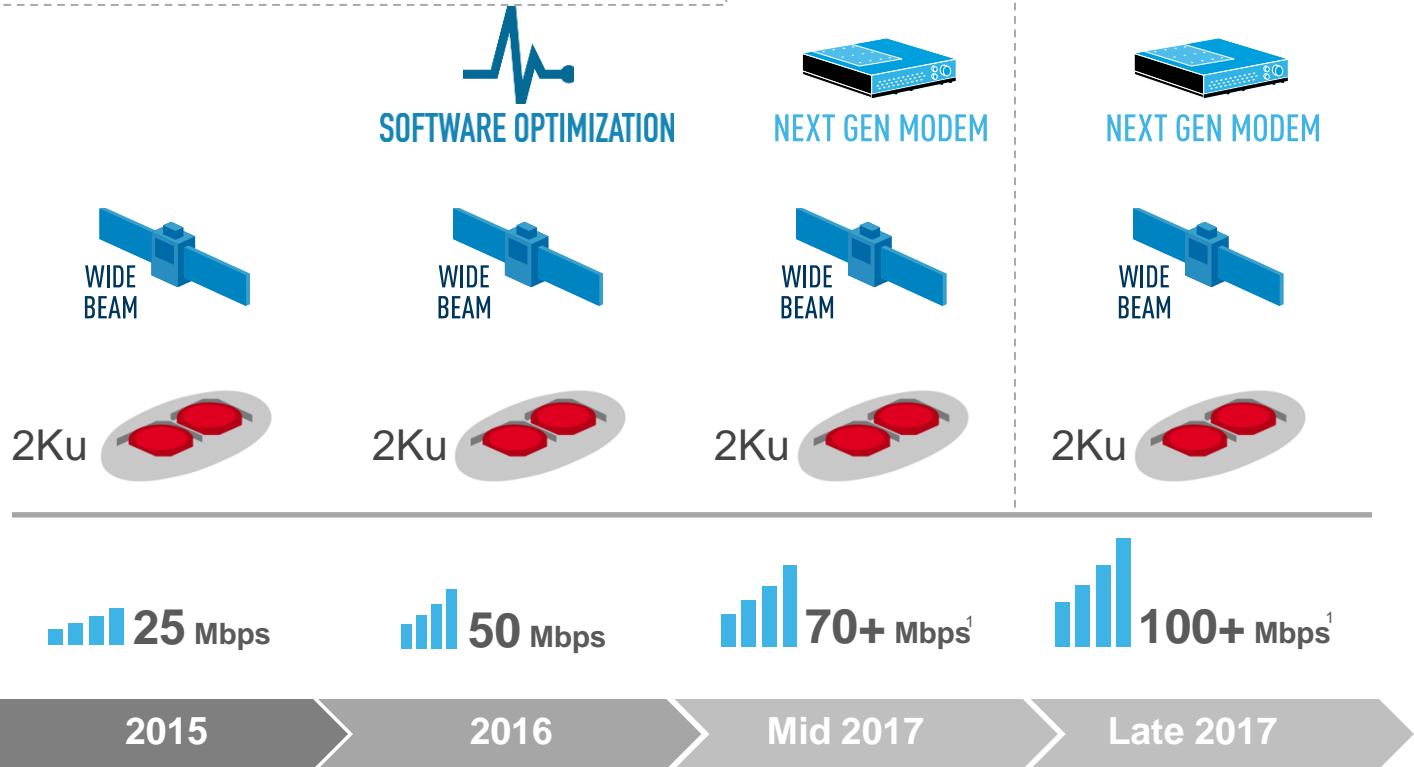 SOFTWARE OPTIMIZATION
NEXT GEN MODEM
NEXT GEN MODEM
WIDE
BEAM
WIDE
BEAM
WIDE
BEAM
WIDE
BEAM
2Ku
2Ku
2Ku
2Ku
25 Mbps
50 Mbps
70+ Mbps¹
100+ Mbps¹
2015
2016
Mid 2017
Late 2017